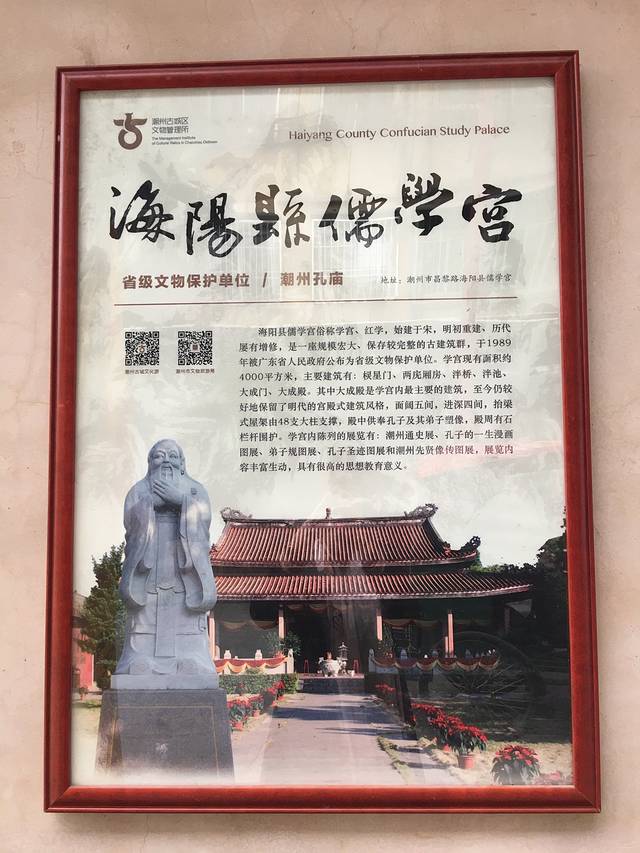 潮州古城区
文物管理所
The Management Institute
of Cultural Relics in Chaozhou Oldtown
Haiyang County Confucian Study Palace
海陽縣儒學宮
省级文物保护单位 / 潮州孔庙
地址：潮州市昌黎路海阳县儒学宫
海阳县儒学宫俗称学宫、红学，始建于宋，明初重建、历代
屡有增修，是一座规模宏大、保存较完整的古建筑群，于1989
年被广东省人民政府公布为省级文物保护单位。学宫现有面积约
4000平方米，主要建筑有：棂星门、两庑厢房、泮桥、泮池、
大成门、大成殿。其中大成殿是学宫内最主要的建筑，至今仍较
好地保留了明代的宫殿式建筑风格，面阔五间，进深四间，抬梁
式屋架由48支大柱支撑，殿中供奉孔子及其弟子塑像，殿周有石
栏杆围护。学宫内陈列的展览有：潮州通史展、孔子的一生漫画
图展、弟子规图展、孔子圣迹图展和潮州先贤像传图展，展览内
容丰富生动，具有很高的思想教育意义。
潮州古城文化游
潮州市文物旅游局